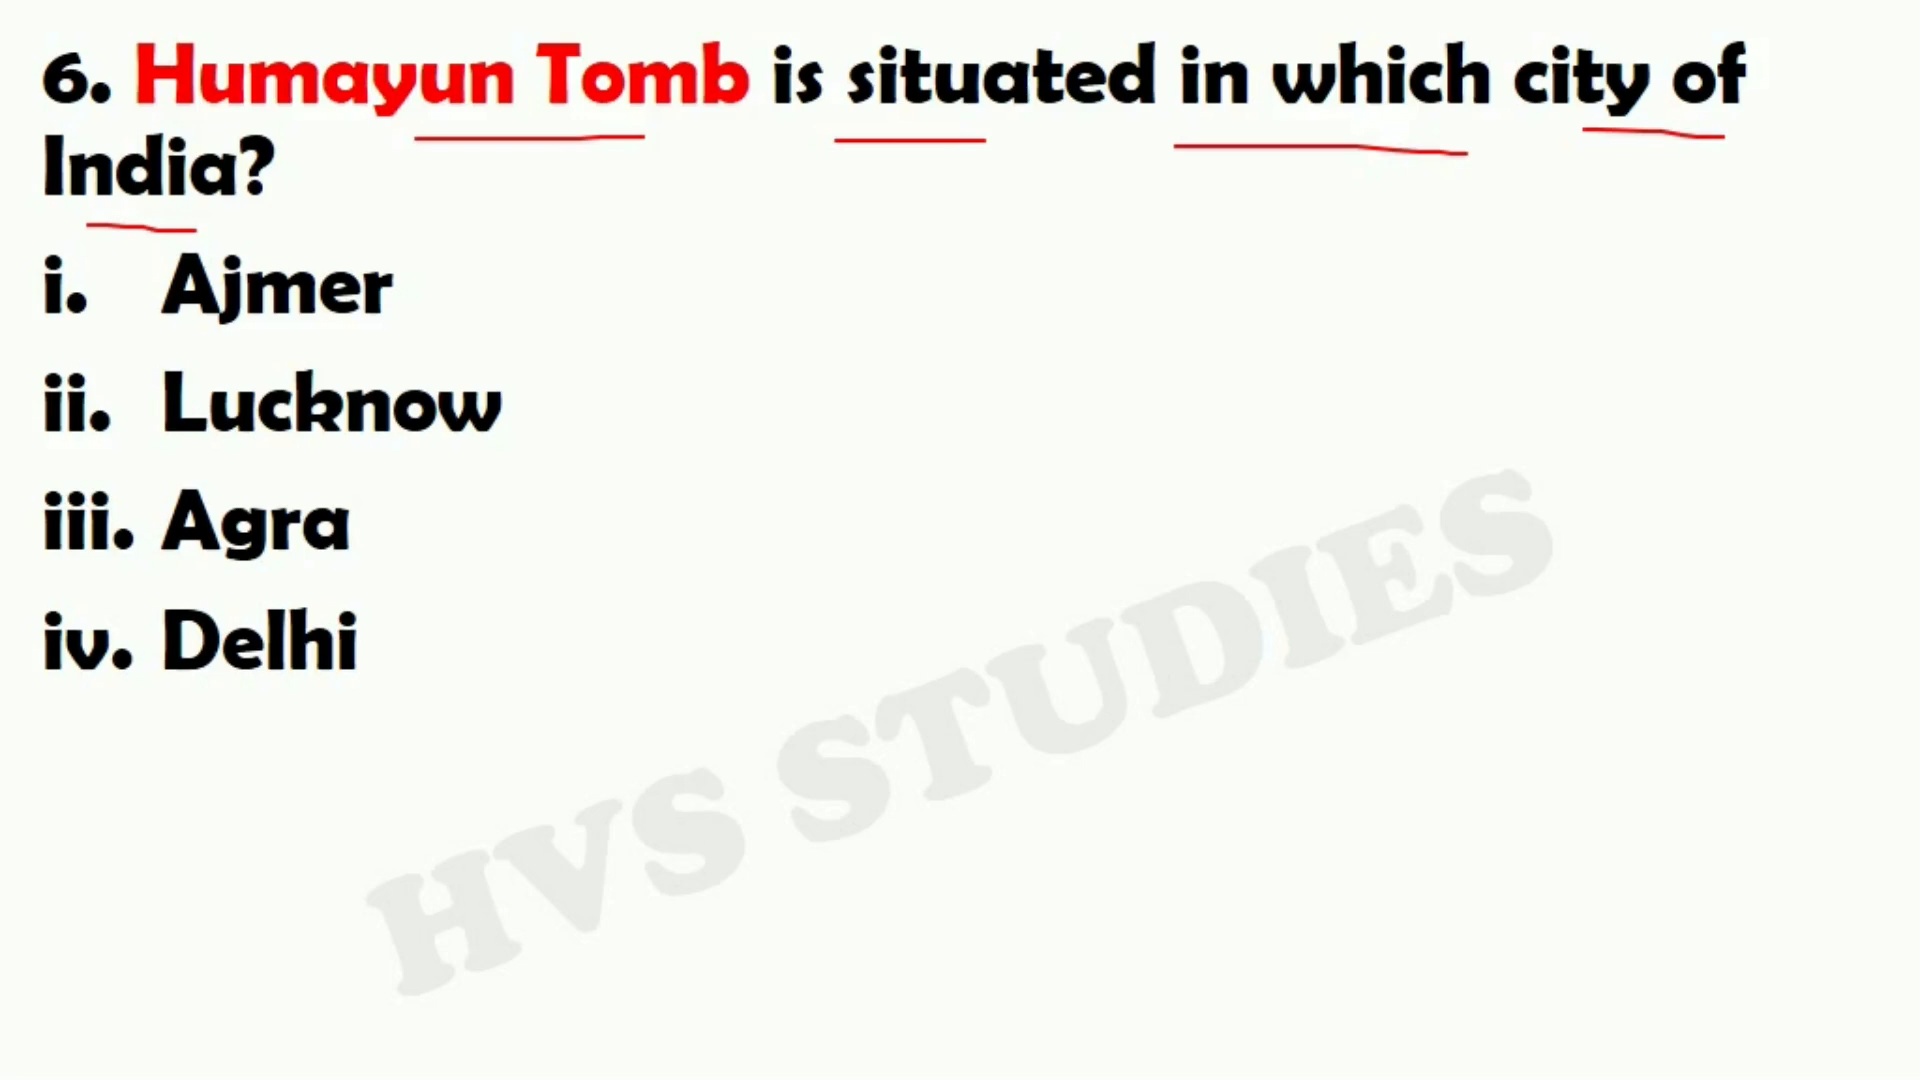 6. Humayun Tomb is situated in which city of
India?
i. Ajmer
ii. Lucknow
iii. Agra
iv. Delhi
HVS STUDIES